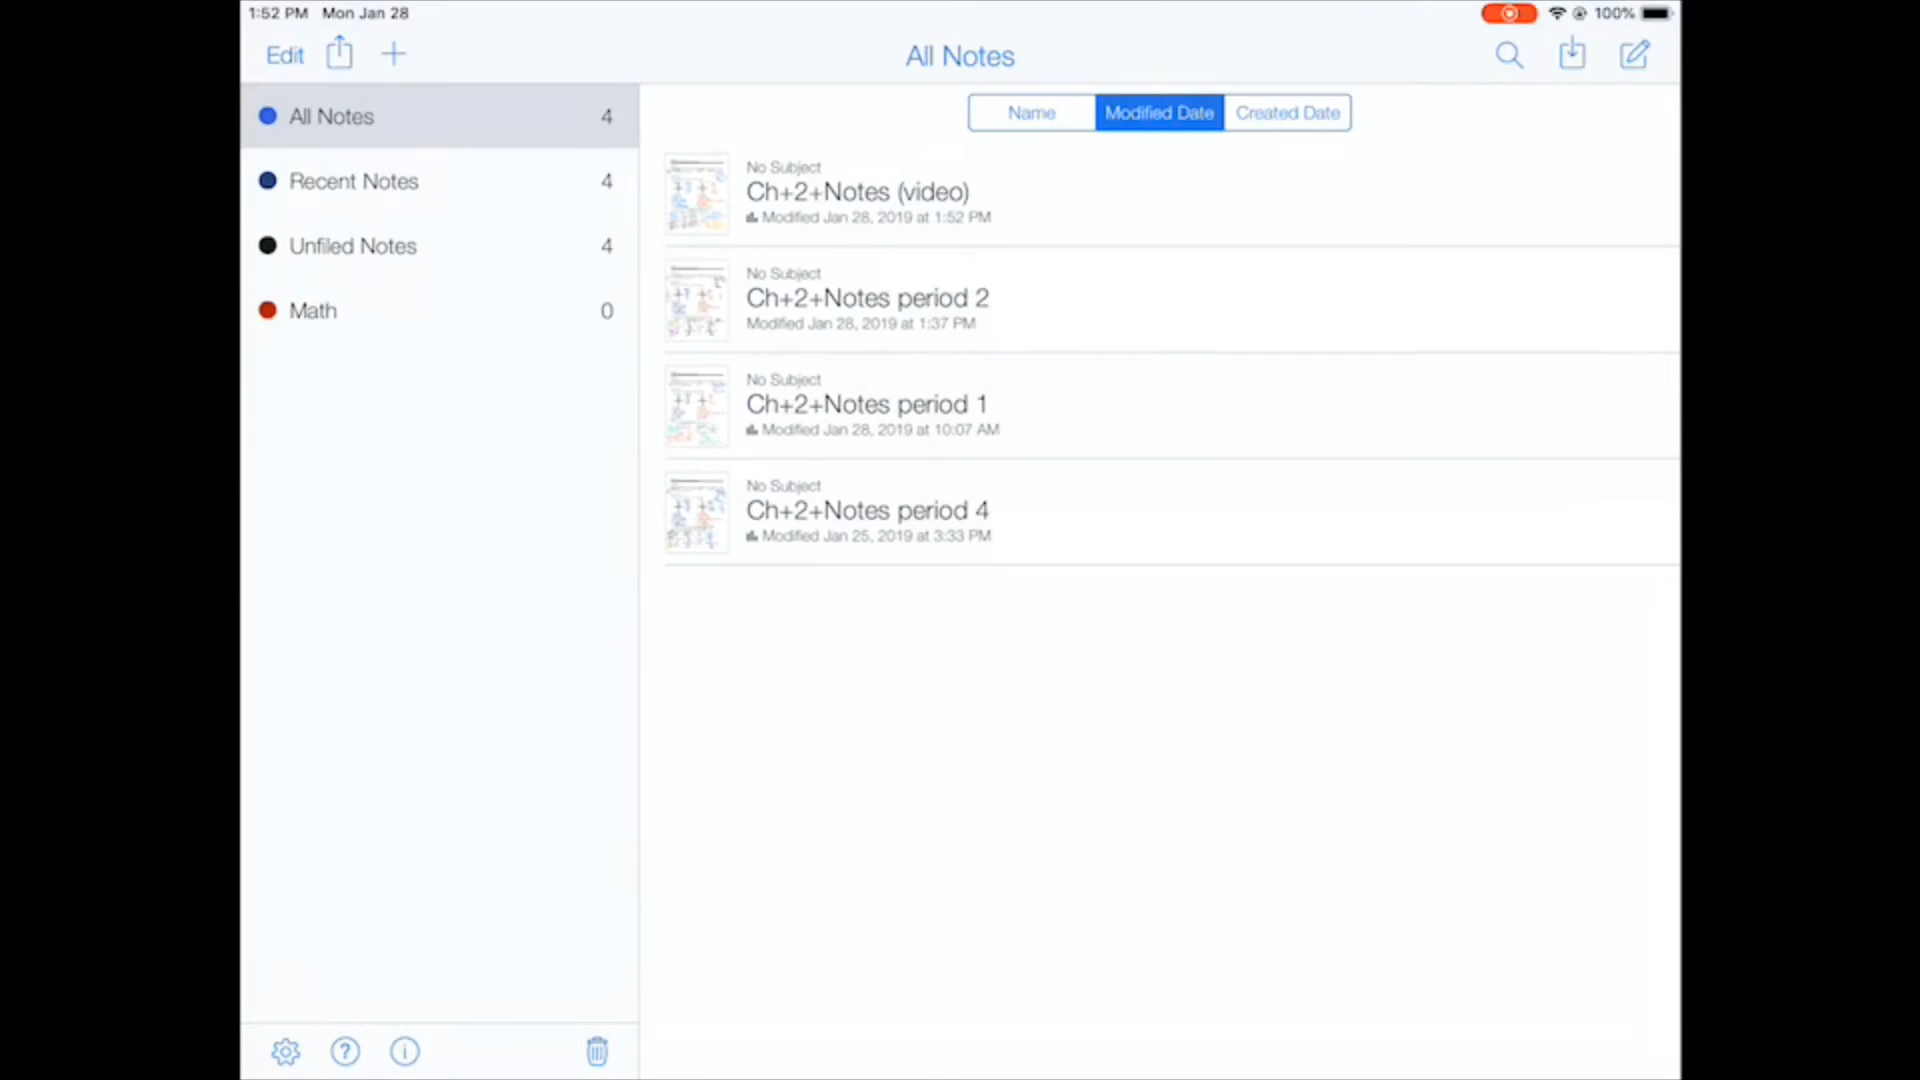 1:52 PM Mon Jan 28
100%
Edit
All Notes
All Notes 4
Recent Notes 4
Unfiled Notes 4
Math 0
Name Modified Date Created Date
No Subject
Ch+2+Notes (video)
Modified Jan 28, 2019 at 1:52 PM
No Subject
Ch+2+Notes period 2
Modified Jan 28, 2019 at 1:37 PM
No Subject
Ch+2+Notes period 1
Modified Jan 28, 2019 at 10:07 AM
No Subject
Ch+2+Notes period 4
Modified Jan 25, 2019 at 3:33 PM